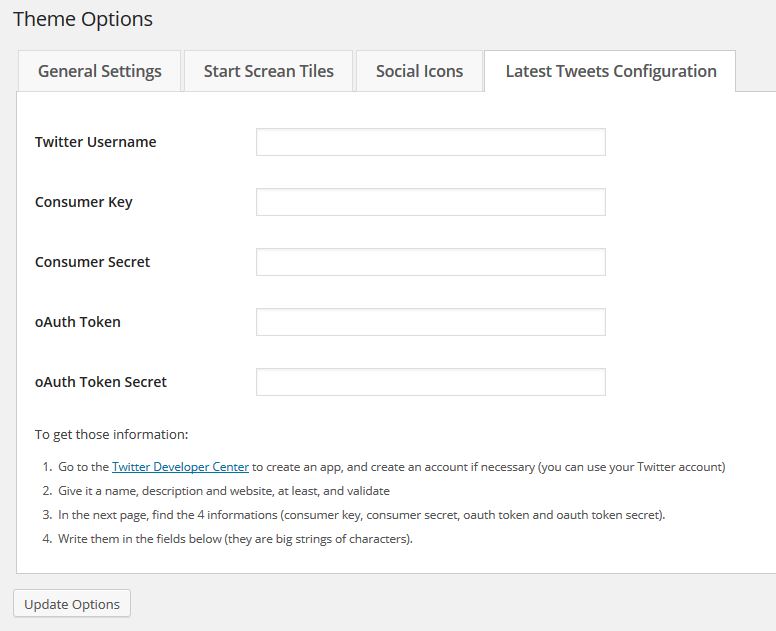 Theme Options
General Settings
Start Screan Tiles
Social Icons
Latest Tweets Configuration
Twitter Username
Consumer Key
Consumer Secret
oAuth Token
oAuth Token Secret
To get those information:
1. Go to the Twitter Developer Center to create an app, and create an account if necessary (you can use your Twitter account)
2. Give it a name, description and website, at least, and validate
3. In the next page, find the 4 informations (consumer key, consumer secret, oauth token and oauth token secret).
4. Write them in the fields below (they are big strings of characters).
Update Options